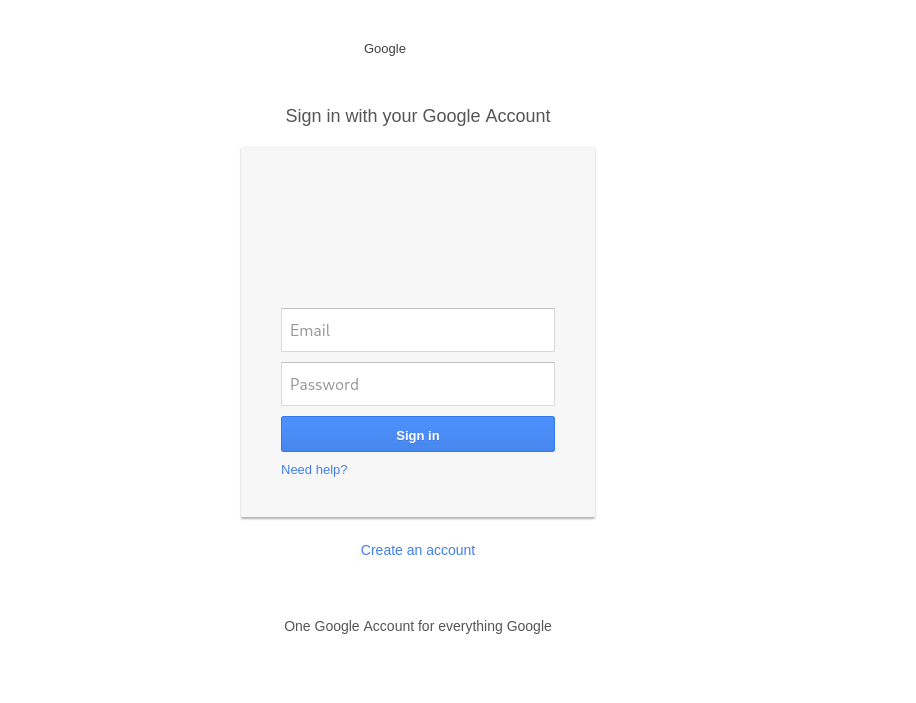 Google
Sign in with your Google Account
Email
Password
Sign in
Need help?
Create an account
One Google Account for everything Google